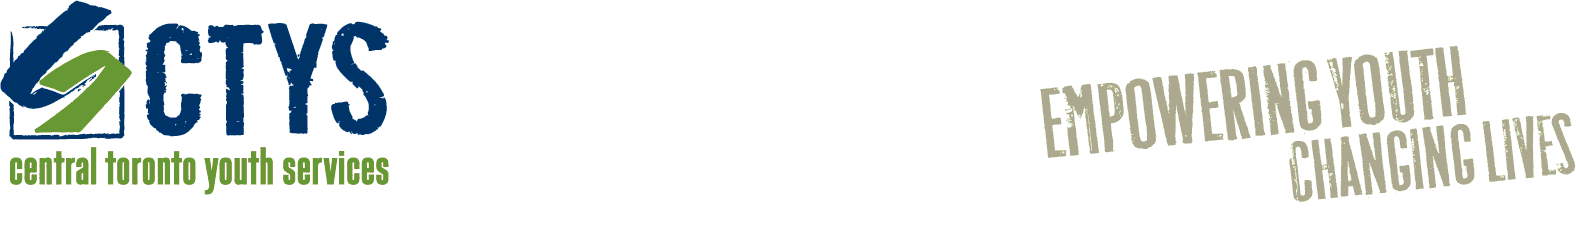 CTYS
central toronto youth services
EMPOWERING YOUTH
CHANGING LIVES